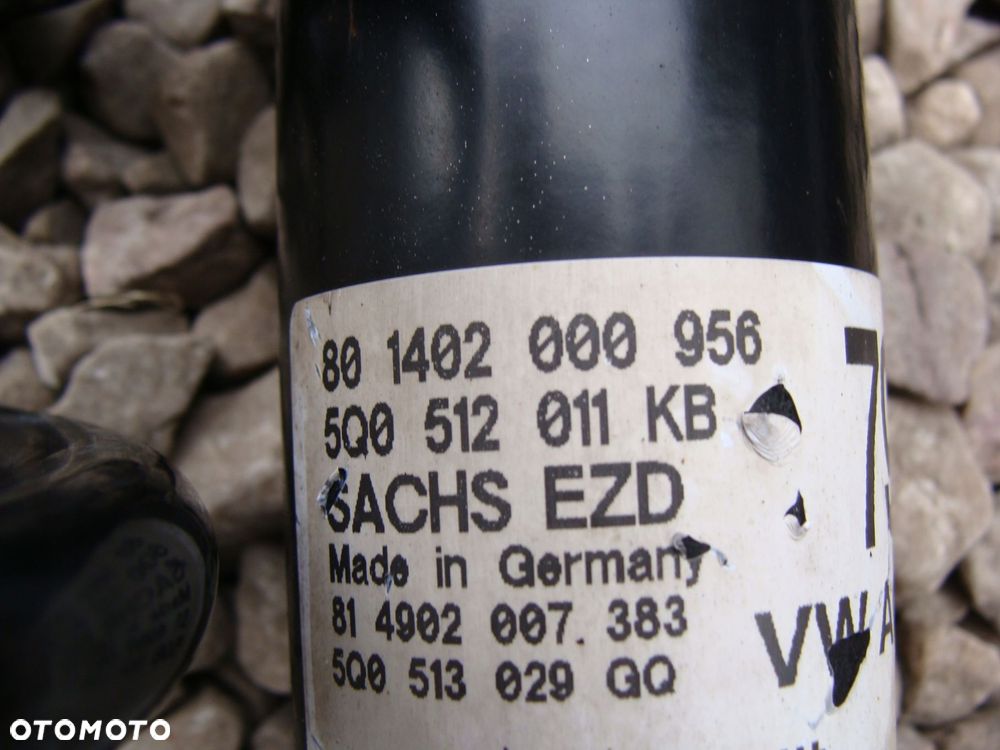 80 1402 000 956
5Q0 512 011 KB
SACHS EZD
Made in Germany
81 4902 007. 383
5Q0 513 029 GQ
VW
OTOMOTO